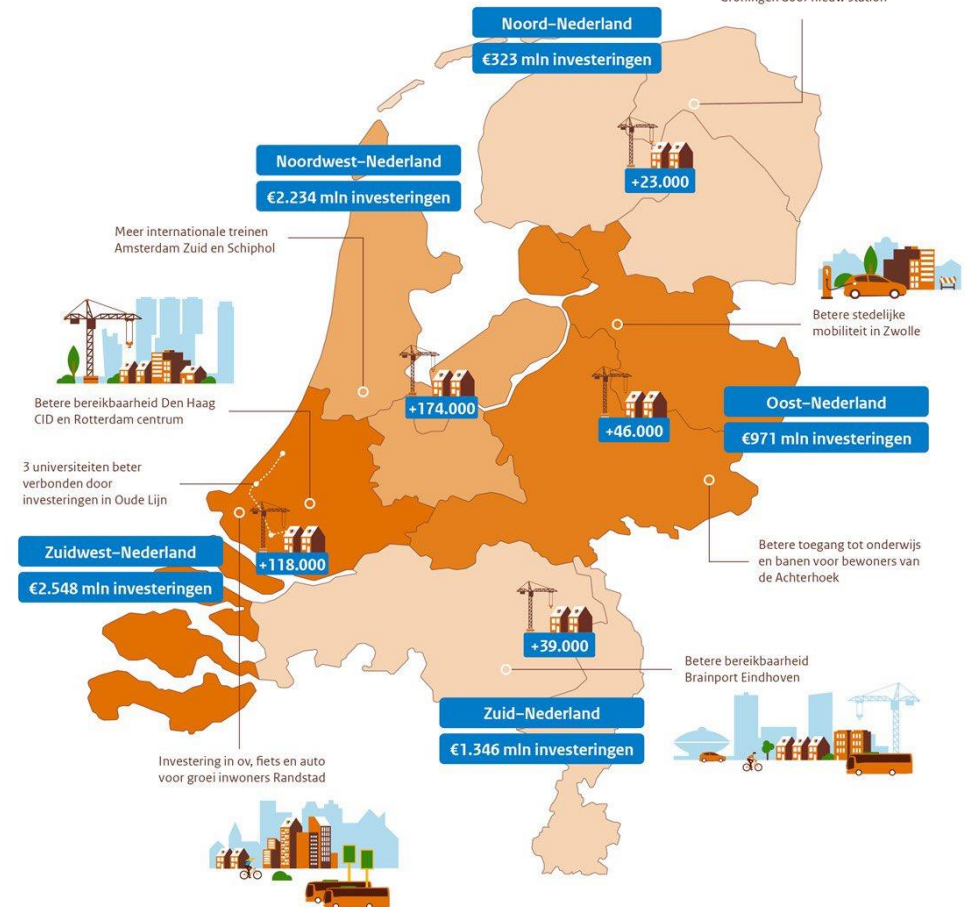 Groningen door nieuw station
Noord-Nederland
€323 mln investeringen
+23.000
Noordwest-Nederland
€2.234 mln investeringen
Meer internationale treinen
Amsterdam Zuid en Schiphol
+174.000
Betere stedelijke
mobiliteit in Zwolle
Betere bereikbaarheid Den Haag
CID en Rotterdam centrum
Oost-Nederland
€971 mln investeringen
+46.000
3 universiteiten beter
verbonden door
investeringen in Oude Lijn
Zuidwest-Nederland
€2.548 mln investeringen
+118.000
Betere toegang tot onderwijs
en banen voor bewoners van
de Achterhoek
+39.000
Betere bereikbaarheid
Brainport Eindhoven
Zuid-Nederland
€1.346 mln investeringen
Investering in ov, fiets en auto
voor groei inwoners Randstad